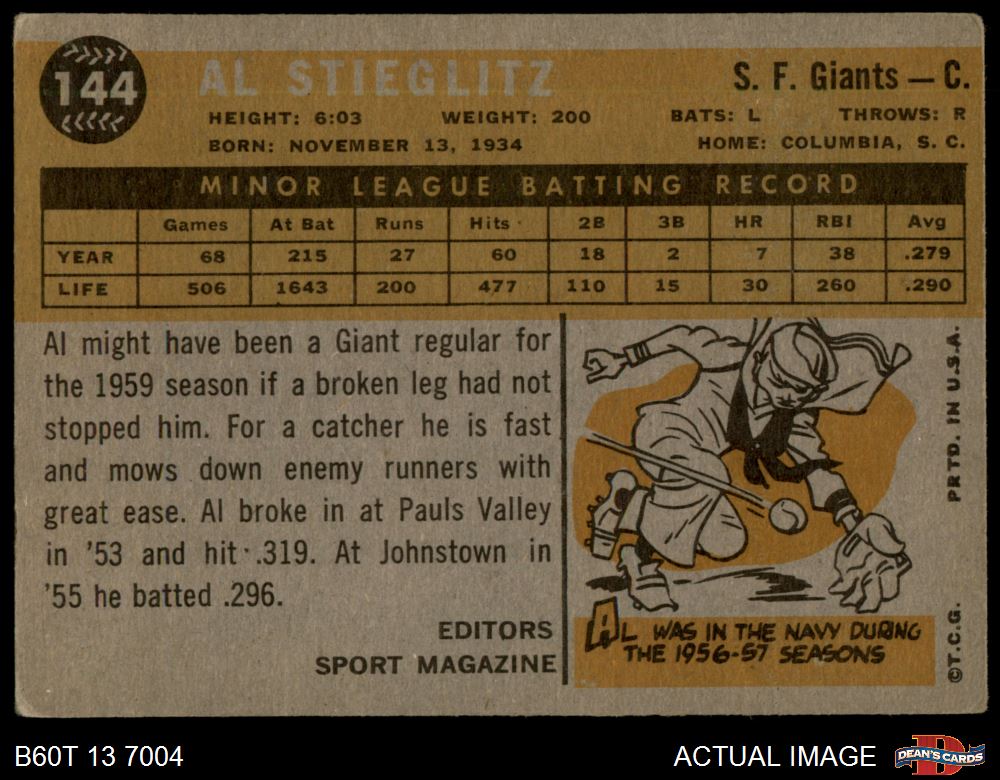 144
AL STIEGLITZ
S. F. Giants — C.
HEIGHT: 6:03 WEIGHT: 200 BATS: L THROWS: R
BORN: NOVEMBER 13, 1934 HOME: COLUMBIA, S. C.
MINOR LEAGUE BATTING RECORD
Games At Bat Runs Hits 2B 3B HR RBI Avg
YEAR 68 215 27 60 18 2 7 38 .279
LIFE 506 1643 200 477 110 15 30 260 .290
Al might have been a Giant regular for
the 1959 season if a broken leg had not
stopped him. For a catcher he is fast
and mows down enemy runners with
great ease. Al broke in at Pauls Valley
in '53 and hit .319. At Johnstown in
'55 he batted .296.
EDITORS
SPORT MAGAZINE
AL WAS IN THE NAVY DURING
THE 1956-57 SEASONS
PRTD. IN U.S.A.
©T.C.G.
B60T 13 7004
ACTUAL IMAGE
D
DEAN'S CARDS